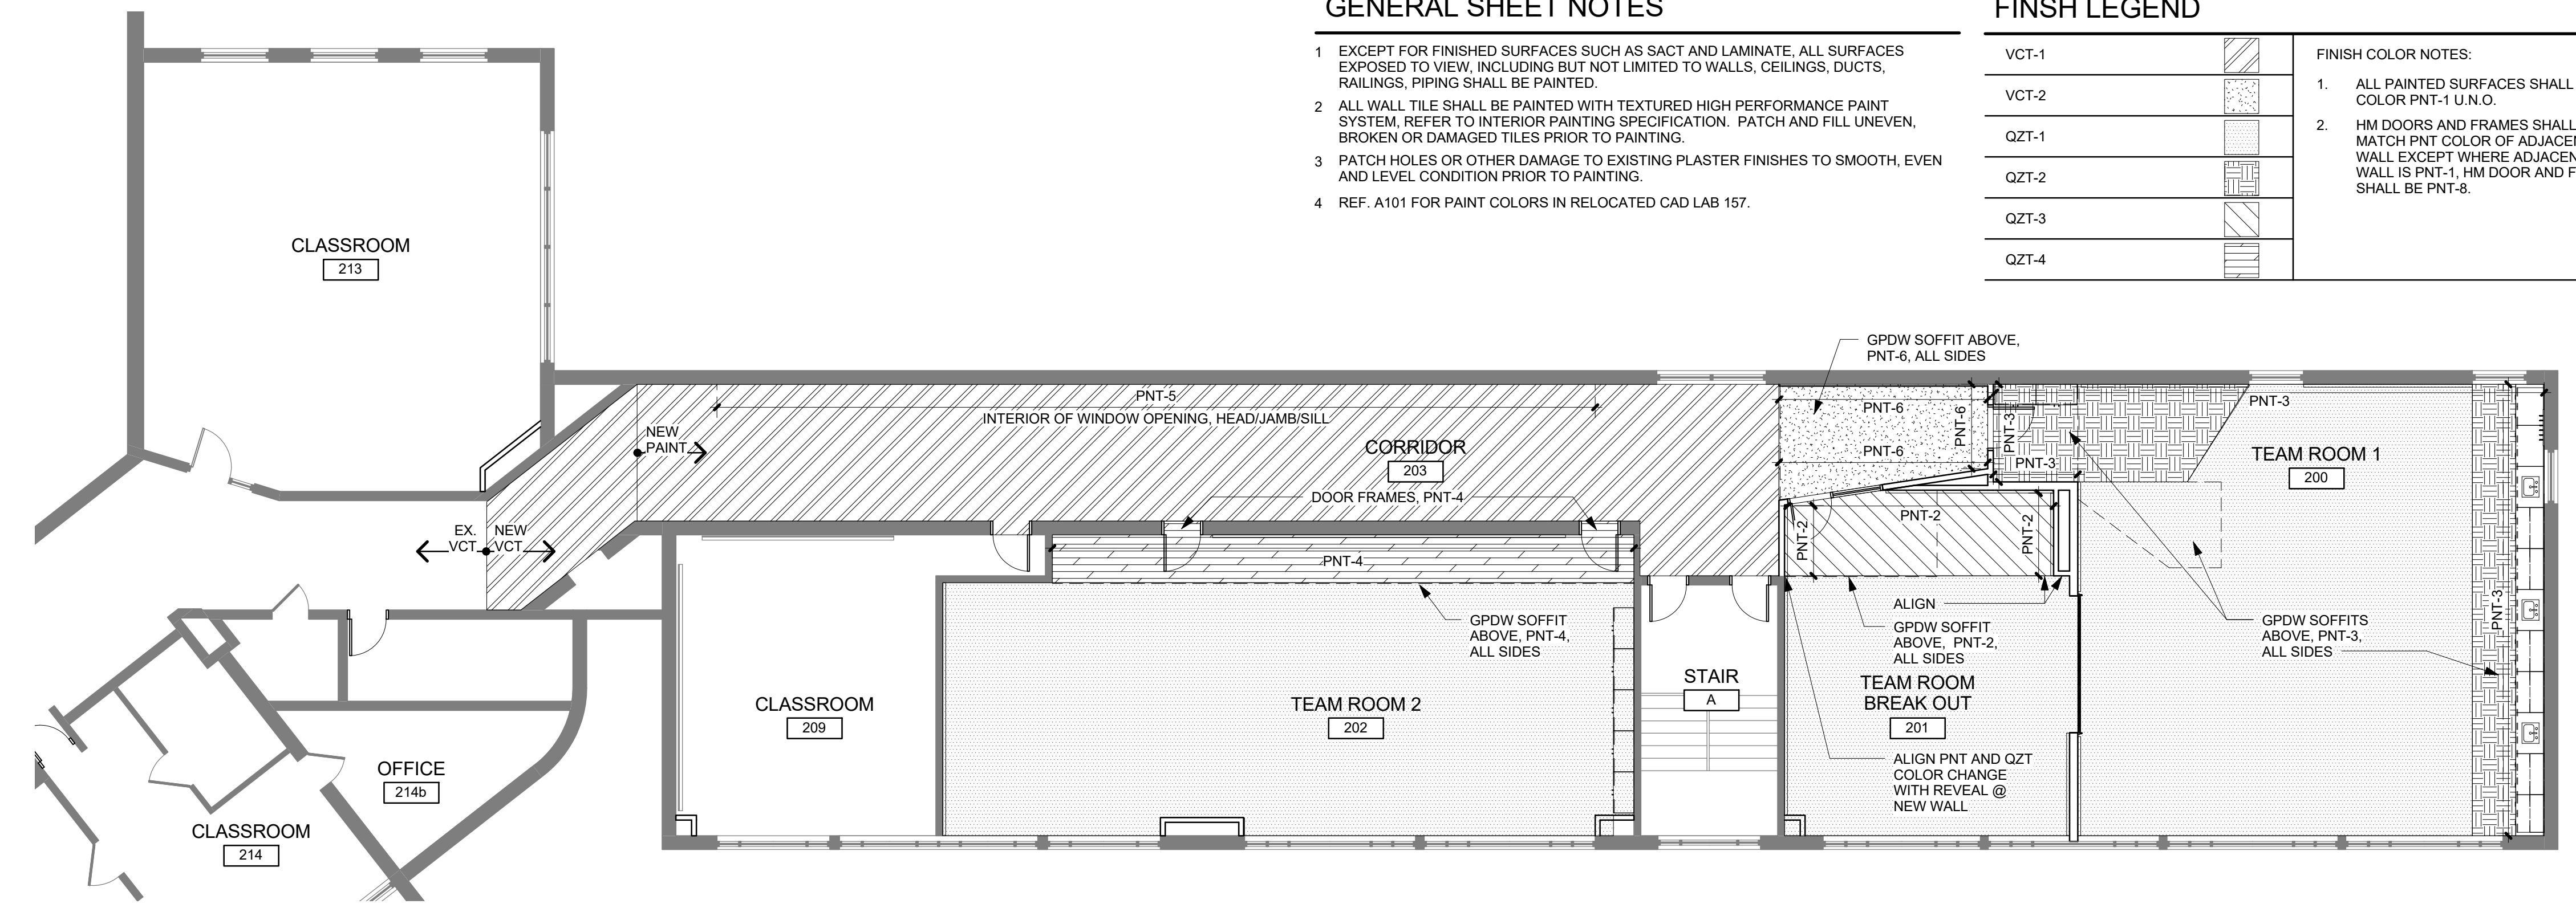 GENERAL SHEET NOTES
1 EXCEPT FOR FINISHED SURFACES SUCH AS SACT AND LAMINATE, ALL SURFACES
EXPOSED TO VIEW, INCLUDING BUT NOT LIMITED TO WALLS, CEILINGS, DUCTS,
RAILINGS, PIPING SHALL BE PAINTED.
2 ALL WALL TILE SHALL BE PAINTED WITH TEXTURED HIGH PERFORMANCE PAINT
SYSTEM, REFER TO INTERIOR PAINTING SPECIFICATION. PATCH AND FILL UNEVEN,
BROKEN OR DAMAGED TILES PRIOR TO PAINTING.
3 PATCH HOLES OR OTHER DAMAGE TO EXISTING PLASTER FINISHES TO SMOOTH, EVEN
AND LEVEL CONDITION PRIOR TO PAINTING.
4 REF. A101 FOR PAINT COLORS IN RELOCATED CAD LAB 157.
FINSH LEGEND
VCT-1
VCT-2
QZT-1
QZT-2
QZT-3
QZT-4
FINISH COLOR NOTES:
1. ALL PAINTED SURFACES SHALL
COLOR PNT-1 U.N.O.
2. HM DOORS AND FRAMES SHALL
MATCH PNT COLOR OF ADJACEN
WALL EXCEPT WHERE ADJACEN
WALL IS PNT-1, HM DOOR AND F
SHALL BE PNT-8.
CLASSROOM
213
GPDW SOFFIT ABOVE,
PNT-6, ALL SIDES
PNT-5
INTERIOR OF WINDOW OPENING, HEAD/JAMB/SILL
NEW
PAINT
CORRIDOR
203
DOOR FRAMES, PNT-4
EX.
VCT
NEW
VCT
PNT-6
PNT-6
PNT-6
PNT-3
PNT-3
PNT-3
TEAM ROOM 1
200
PNT-2
PNT-2
PNT-2
PNT-4
ALIGN
GPDW SOFFIT
ABOVE, PNT-4,
ALL SIDES
GPDW SOFFIT
ABOVE, PNT-2,
ALL SIDES
GPDW SOFFITS
ABOVE, PNT-3,
ALL SIDES
PNT-3
STAIR
A
TEAM ROOM
BREAK OUT
201
CLASSROOM
209
TEAM ROOM 2
202
ALIGN PNT AND QZT
COLOR CHANGE
WITH REVEAL @
NEW WALL
OFFICE
214b
CLASSROOM
214